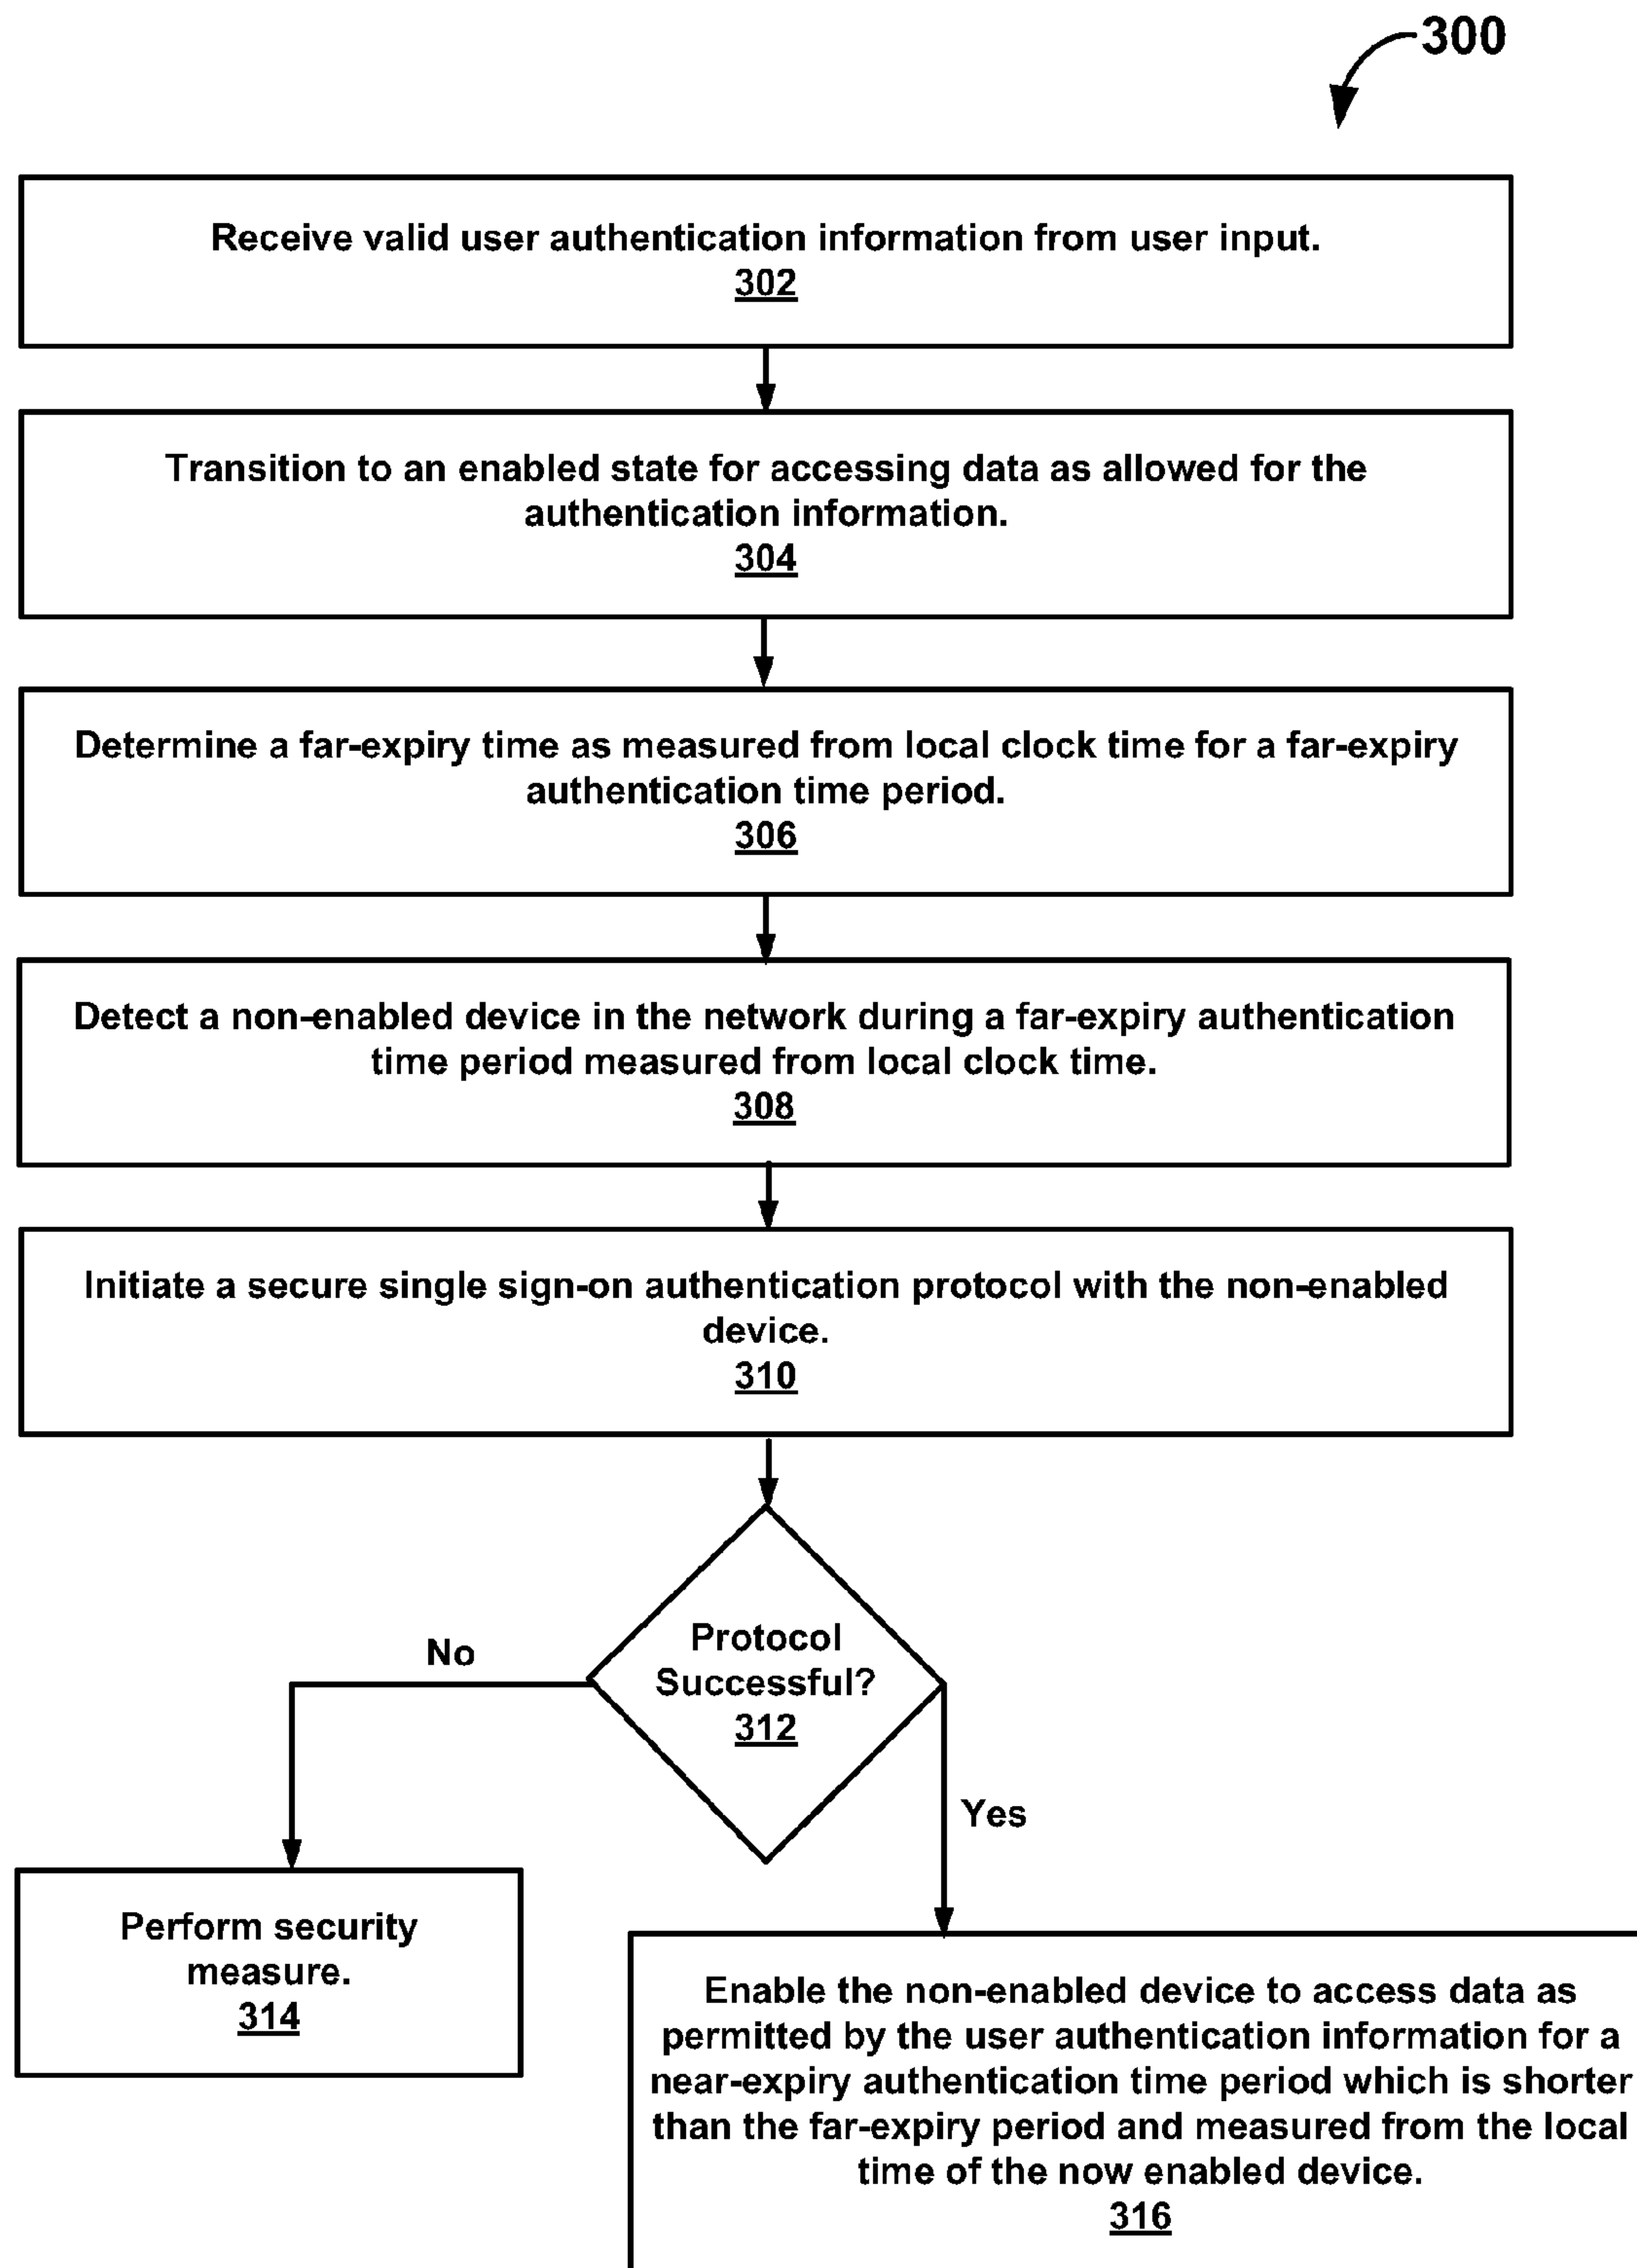 300
Receive valid user authentication information from user input.
302
Transition to an enabled state for accessing data as allowed for the
authentication information.
304
Determine a far-expiry time as measured from local clock time for a far-expiry
authentication time period.
306
Detect a non-enabled device in the network during a far-expiry authentication
time period measured from local clock time.
308
Initiate a secure single sign-on authentication protocol with the non-enabled
device.
310
Protocol
Successful?
312
No
Yes
Perform security
measure.
314
Enable the non-enabled device to access data as
permitted by the user authentication information for a
near-expiry authentication time period which is shorter
than the far-expiry period and measured from the local
time of the now enabled device.
316